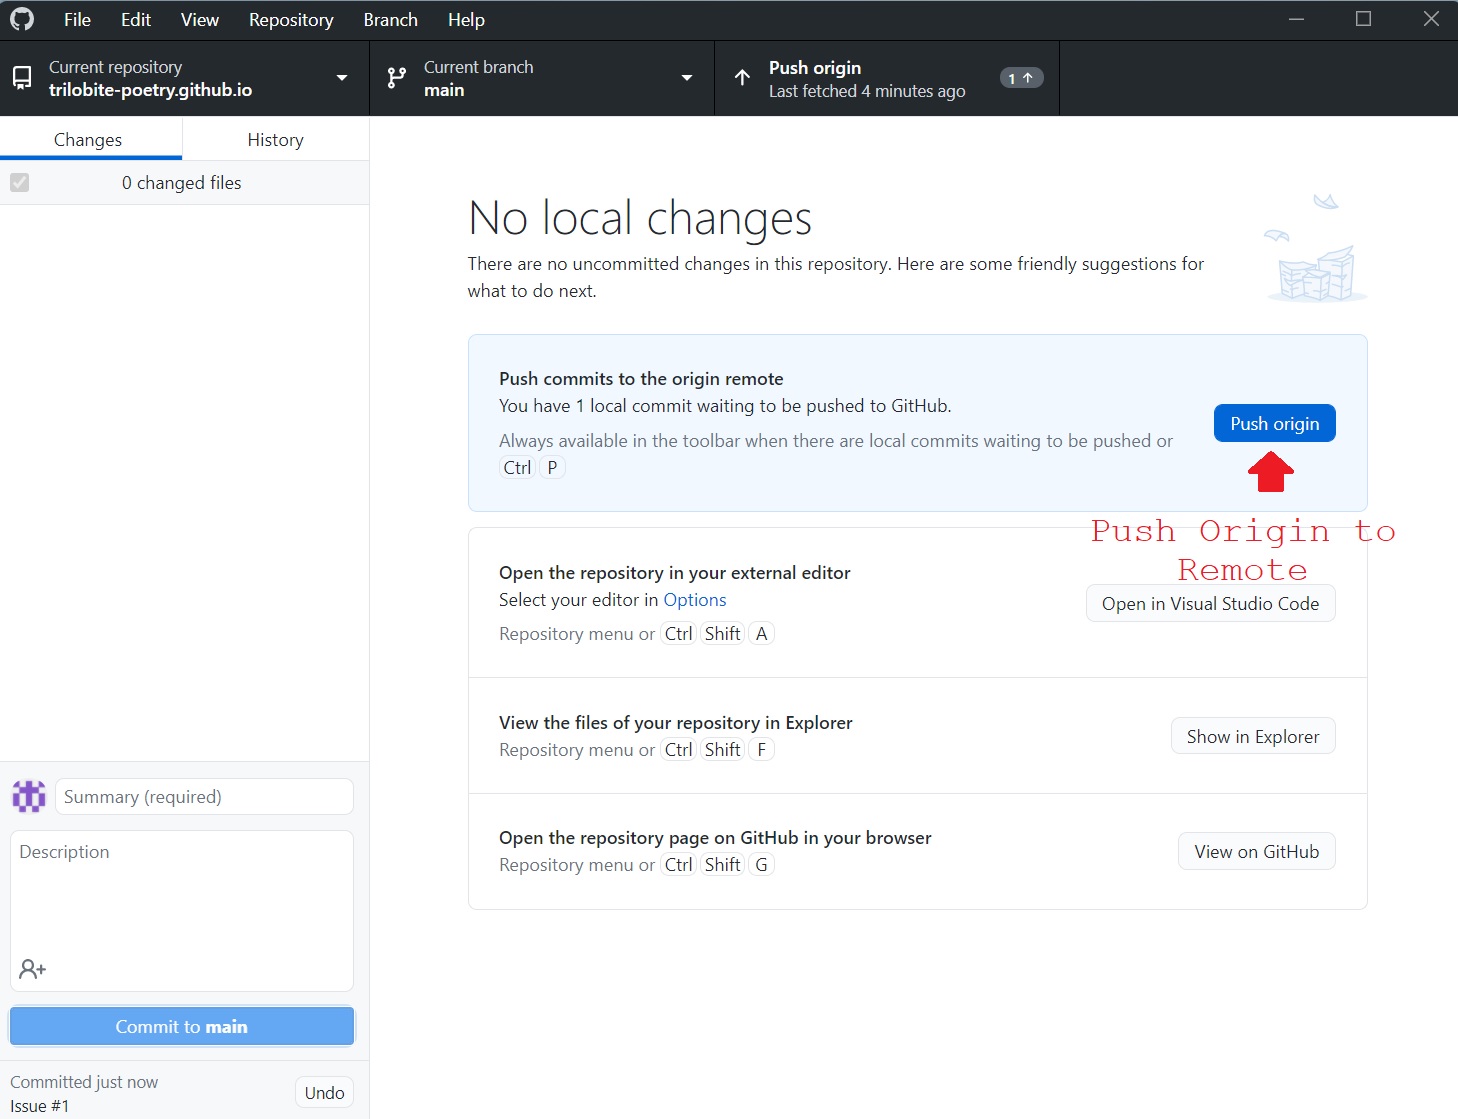 File Edit View Repository Branch Help
Current repository
trilobite-poetry.github.io
Current branch
main
Push origin
Last fetched 4 minutes ago
1
Changes History
0 changed files
No local changes
There are no uncommitted changes in this repository. Here are some friendly suggestions for
what to do next.
Push commits to the origin remote
You have 1 local commit waiting to be pushed to GitHub.
Always available in the toolbar when there are local commits waiting to be pushed or
Ctrl P
Push origin
Push Origin to
Remote
Open the repository in your external editor
Select your editor in Options
Repository menu or Ctrl Shift A
Open in Visual Studio Code
View the files of your repository in Explorer
Repository menu or Ctrl Shift F
Show in Explorer
Open the repository page on GitHub in your browser
Repository menu or Ctrl Shift G
View on GitHub
Summary (required)
Description
Commit to main
Committed just now
Issue #1
Undo